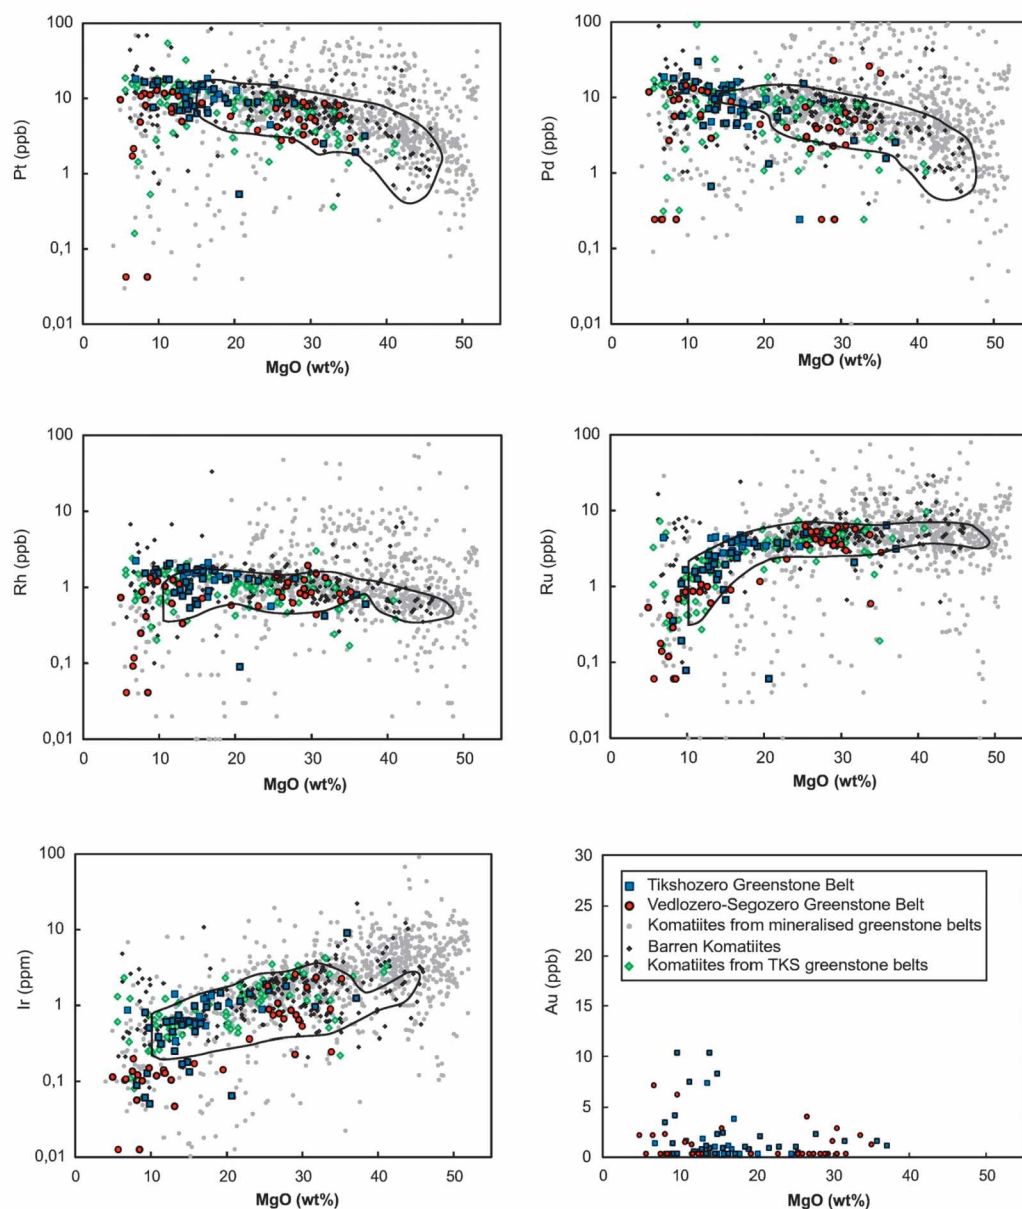 100
10
1
0,1
0,01
Pt (ppb)
0 10 20 30 40 50
MgO (wt%)
100
10
1
0,1
0,01
Pd (ppb)
0 10 20 30 40 50
MgO (wt%)
100
10
1
0,1
0,01
Rh (ppb)
0 10 20 30 40 50
MgO (wt%)
100
10
1
0,1
0,01
Ru (ppb)
0 10 20 30 40 50
MgO (wt%)
100
10
1
0,1
0,01
Ir (ppm)
0 10 20 30 40 50
MgO (wt%)
30
25
20
15
10
5
0
Au (ppb)
Tikshozero Greenstone Belt
Vedlozero-Segozero Greenstone Belt
Komatiites from mineralised greenstone belts
Barren Komatiites
Komatiites from TKS greenstone belts
0 10 20 30 40 50
MgO (wt%)